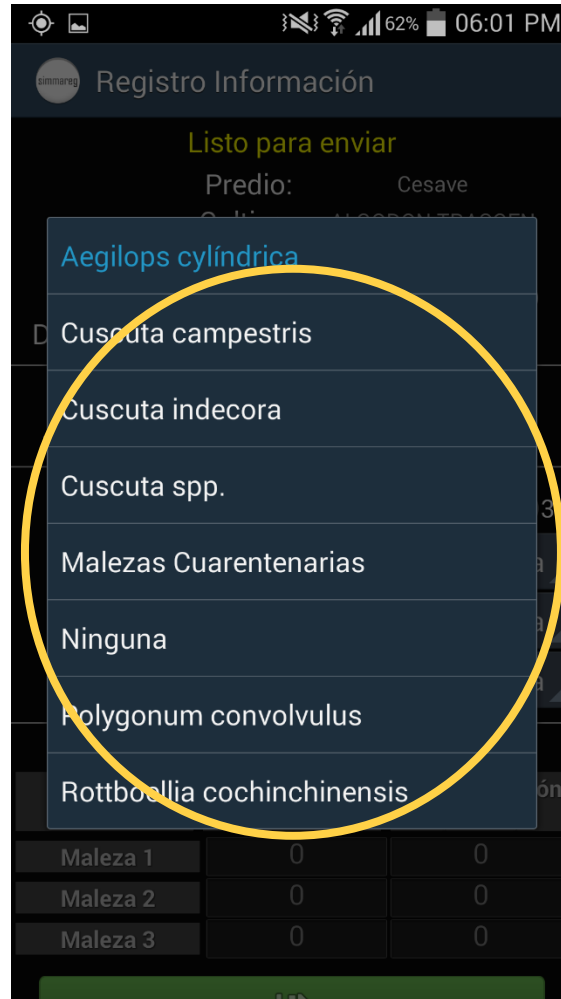 62% 06:01 PM
simmareg Registro Información
Listo para enviar
Predio: Cesave
Aegilops cylíndrica
Cuscuta campestris
Cuscuta indecora
Cuscuta spp.
Malezas Cuarentenarias
Ninguna
Polygonum convolvulus
Rottboellia cochinchinensis
Maleza 1 0 0
Maleza 2 0 0
Maleza 3 0 0